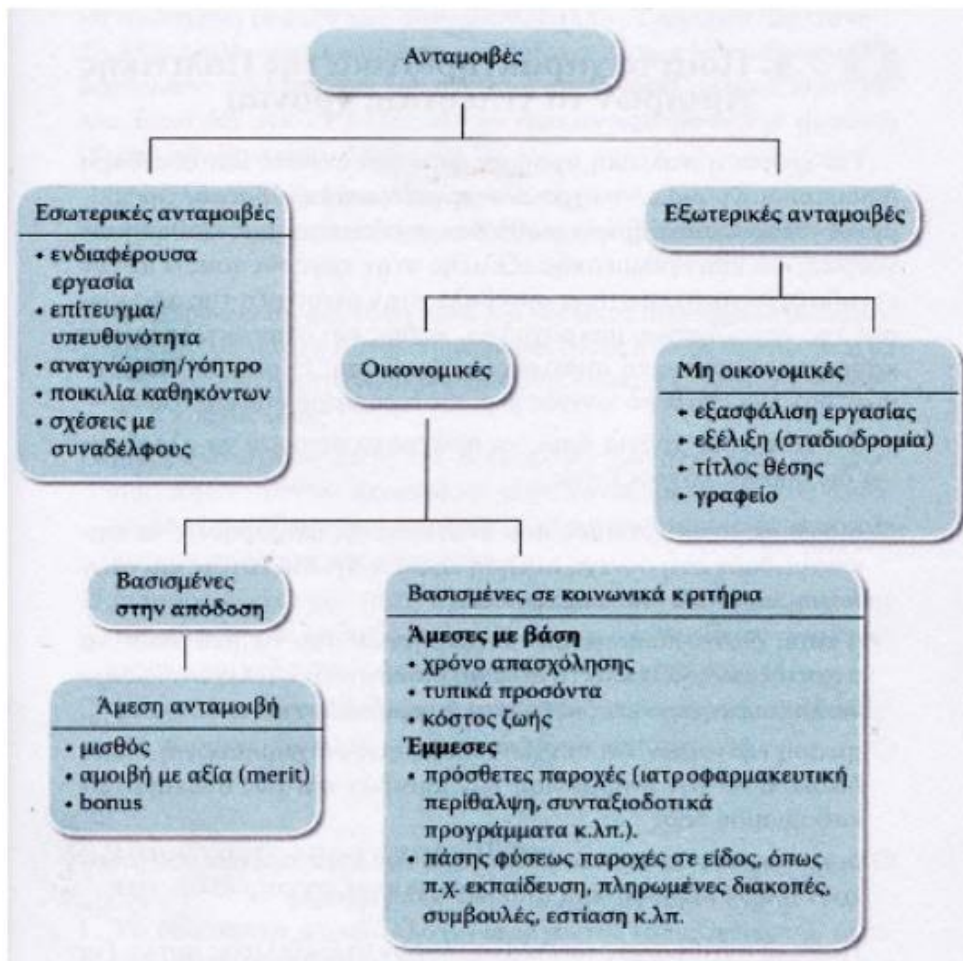 Ανταμοιβές
Εσωτερικές ανταμοιβές
• ενδιαφέρουσα
εργασία
• επίτευγμα/
υπευθυνότητα
• αναγνώριση/γόητρο
• ποικιλία καθηκόντων
• σχέσεις με
συναδέλφους
Εξωτερικές ανταμοιβές
Οικονομικές
Μη οικονομικές
• εξασφάλιση εργασίας
• εξέλιξη (σταδιοδρομία)
• τίτλος θέσης
• γραφείο
Βασισμένες
στην απόδοση
Άμεση ανταμοιβή
• μισθός
• αμοιβή με αξία (merit)
• bonus
Βασισμένες σε κοινωνικά κριτήρια
Άμεσες με βάση
• χρόνο απασχόλησης
• τυπικά προσόντα
• κόστος ζωής
Έμμεσες
• πρόσθετες παροχές (ιατροφαρμακευτική
περίθαλψη, συνταξιοδοτικά
προγράμματα κ.λπ.).
• πάσης φύσεως παροχές σε είδος, όπως
π.χ. εκπαίδευση, πληρωμένες διακοπές,
συμβουλές, εστίαση κ.λπ.